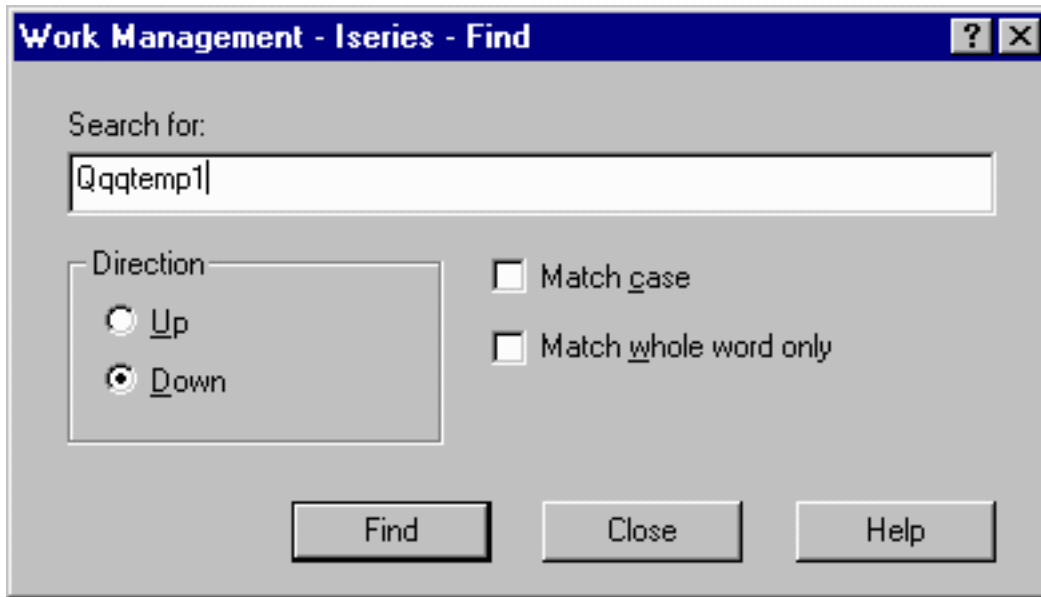 Work Management - Iseries - Find
Search for:
Qqqtemp1
Direction
Up
Down
Match case
Match whole word only
Find Close Help